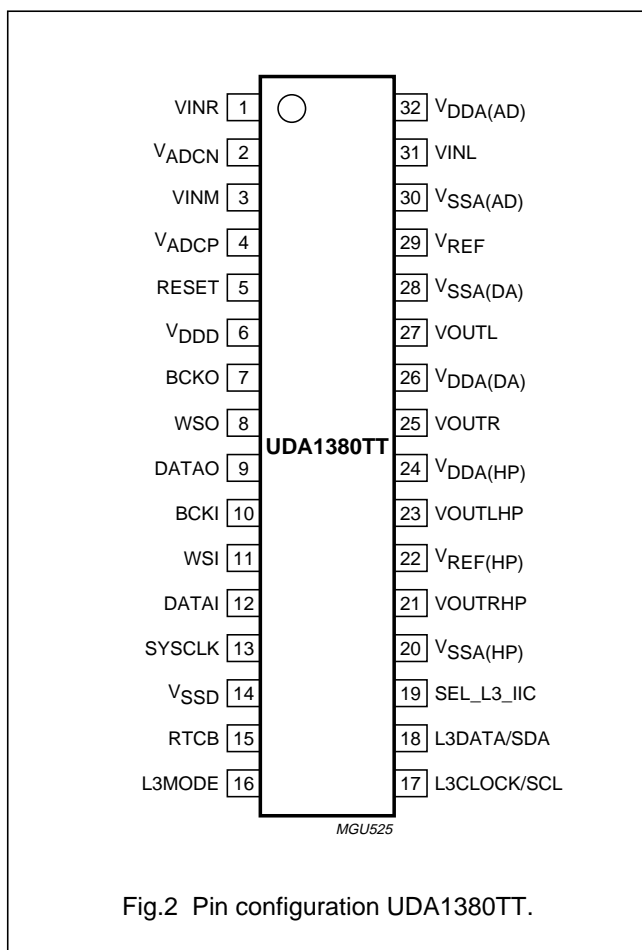 VINR 1 32 VDDA(AD)
VADCN 2 31 VINL
VINM 3 30 VSSA(AD)
VADCP 4 29 VREF
RESET 5 28 VSSA(DA)
VDDD 6 27 VOUTL
BCKO 7 26 VDDA(DA)
WSO 8 25 VOUTR
UDA1380TT
DATAO 9 24 VDDA(HP)
BCKI 10 23 VOUTLHP
WSI 11 22 VREF(HP)
DATAI 12 21 VOUTRHP
SYSCLK 13 20 VSSA(HP)
VSSD 14 19 SEL_L3_IIC
RTCB 15 18 L3DATA/SDA
L3MODE 16 17 L3CLOCK/SCL
MGU525
Fig.2 Pin configuration UDA1380TT.